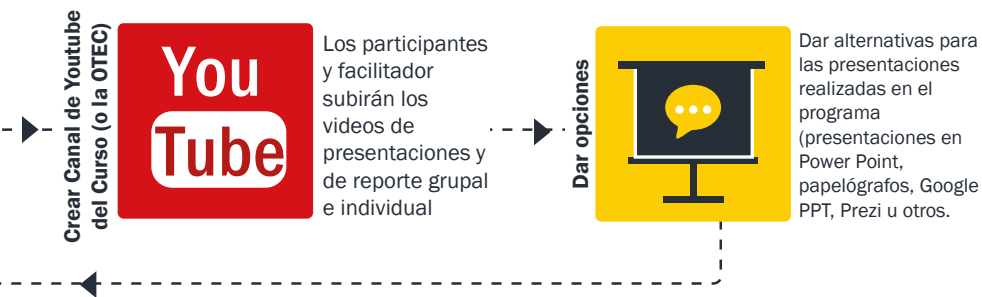 Crear Canal de Youtube
del Curso (o la OTEC)
You
Tube
Los participantes
y facilitador
subirán los
videos de
presentaciones y
de reporte grupal
e individual
Dar opciones
Dar alternativas para
las presentaciones
realizadas en el
programa
(presentaciones en
Power Point,
papelógrafos, Google
PPT, Prezi u otros.